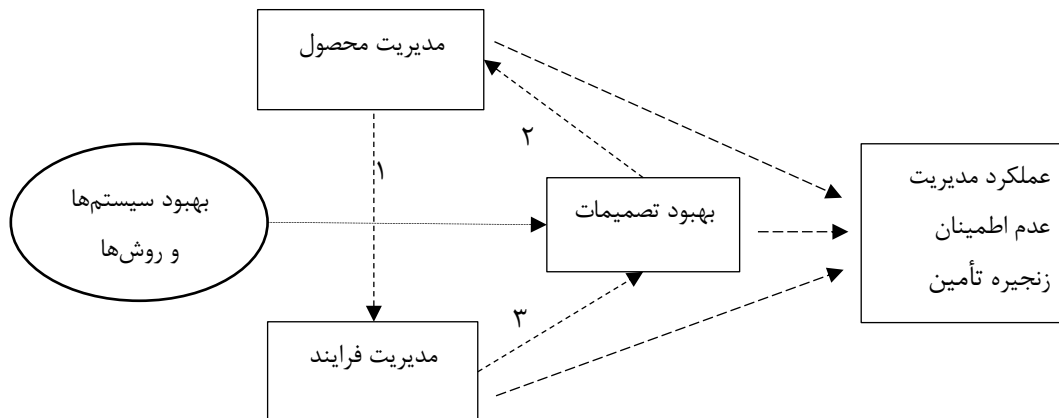 مدیریت محصول
۱
۲
بهبود سیستم‌ها
و روش‌ها
بهبود تصمیمات
عملکرد مدیریت
عدم اطمینان
زنجیره تأمین
۳
مدیریت فرایند